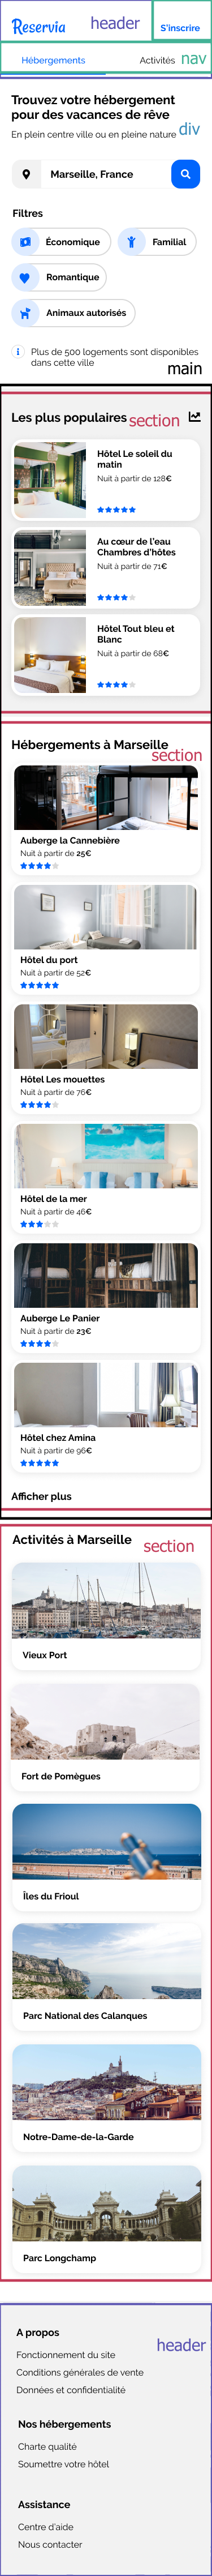 Reservia
header
S'inscrire
Hébergements
Activités
nav
Trouvez votre hébergement
pour des vacances de rêve
En plein centre ville ou en pleine nature
div
Marseille, France
Filtres
Économique
Familial
Romantique
Animaux autorisés
Plus de 500 logements sont disponibles
dans cette ville
main
Les plus populaires
section
Hôtel Le soleil du
matin
Nuit à partir de 128€
Au cœur de l'eau
Chambres d'hôtes
Nuit à partir de 71€
Hôtel Tout bleu et
Blanc
Nuit à partir de 68€
Hébergements à Marseille
section
Auberge la Cannebière
Nuit à partir de 25€
Hôtel du port
Nuit à partir de 52€
Hôtel Les mouettes
Nuit à partir de 76€
Hôtel de la mer
Nuit à partir de 46€
Auberge Le Panier
Nuit à partir de 23€
Hôtel chez Amina
Nuit à partir de 96€
Afficher plus
Activités à Marseille
section
Vieux Port
Fort de Pomègues
Îles du Frioul
Parc National des Calanques
Notre-Dame-de-la-Garde
Parc Longchamp
A propos
header
Fonctionnement du site
Conditions générales de vente
Données et confidentialité
Nos hébergements
Charte qualité
Soumettre votre hôtel
Assistance
Centre d'aide
Nous contacter